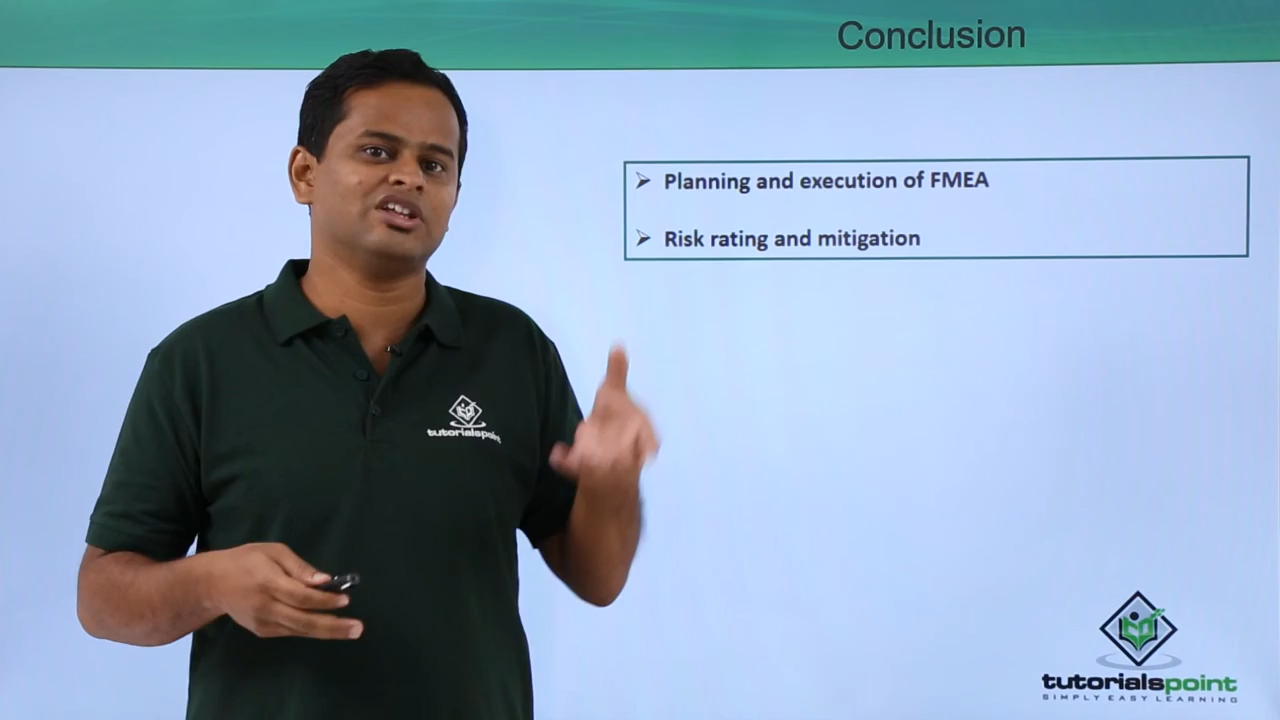 Conclusion
Planning and execution of FMEA
Risk rating and mitigation
tutorialspoint
tutorialspoint
SIMPLY EASY LEARNING